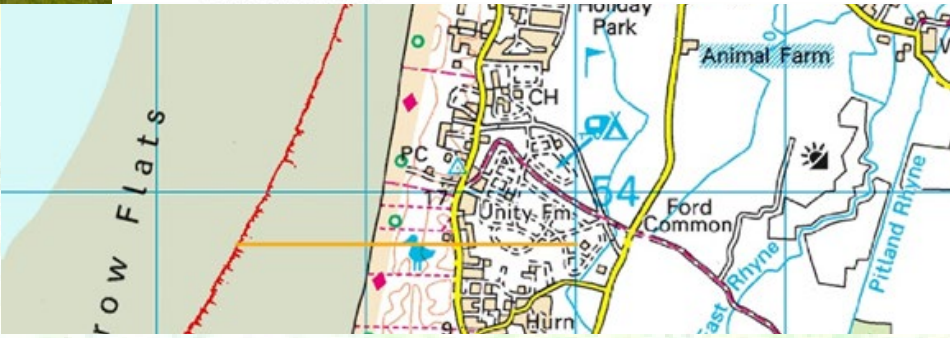 Holiday
Park
Animal Farm
CH
PC
17
54
Unity Fm
Ford
Common
Pitland Rhyne
Rhyne
row Flats
Hurn
9